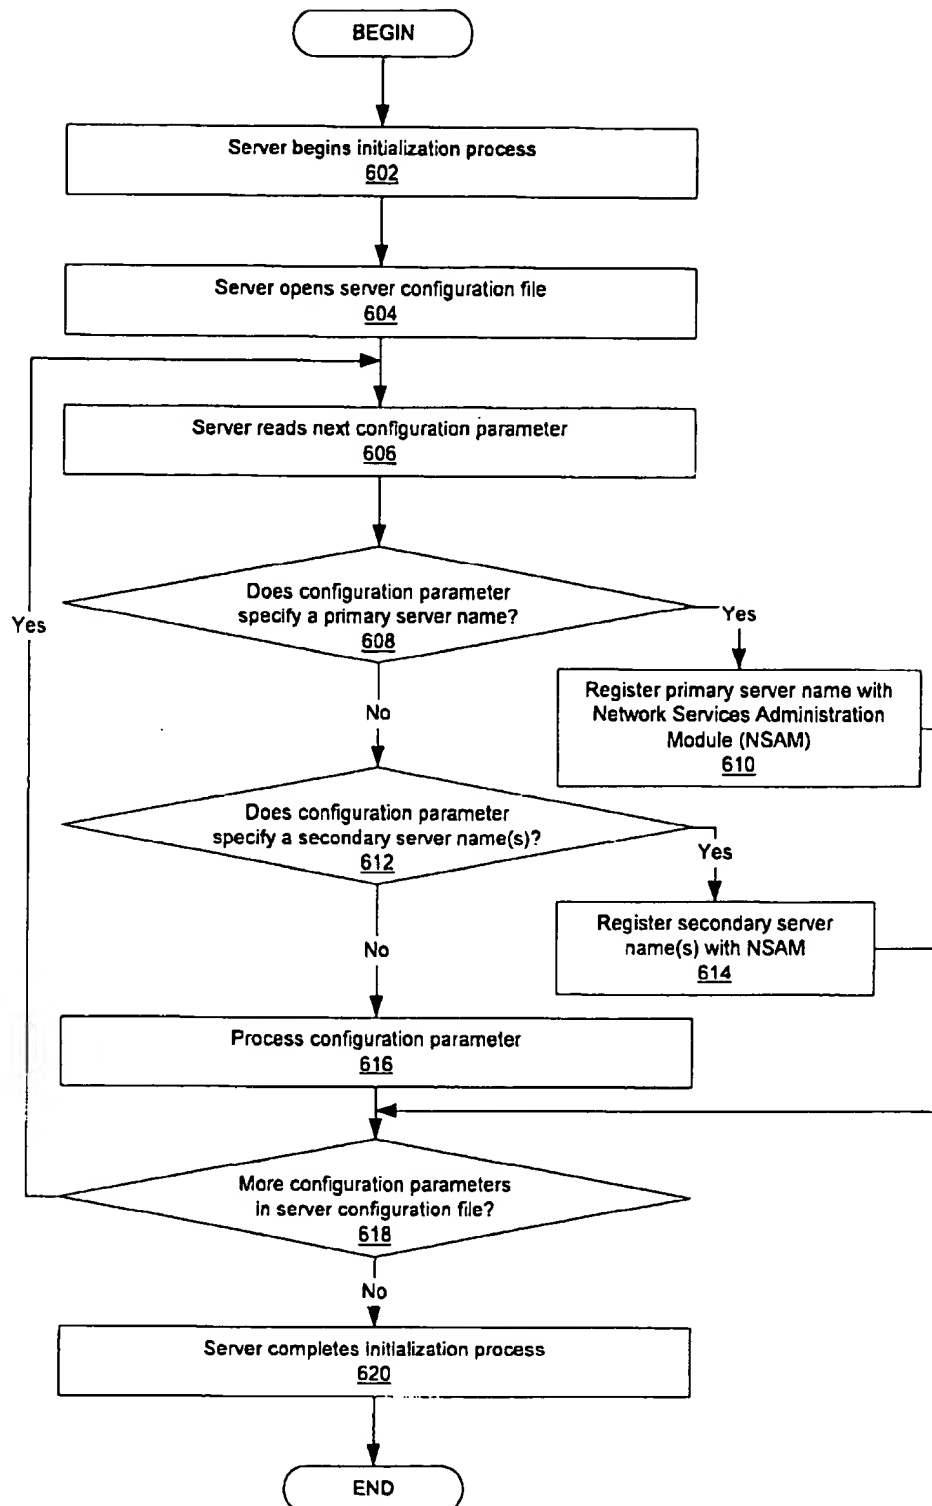 BEGIN
Server begins initialization process
602
Server opens server configuration file
604
Server reads next configuration parameter
606
Does configuration parameter
specify a primary server name?
608
Yes
Yes
Register primary server name with
Network Services Administration
Module (NSAM)
610
No
Does configuration parameter
specify a secondary server name(s)?
612
Yes
Register secondary server
name(s) with NSAM
614
No
Process configuration parameter
616
More configuration parameters
in server configuration file?
618
No
Server completes initialization process
620
END